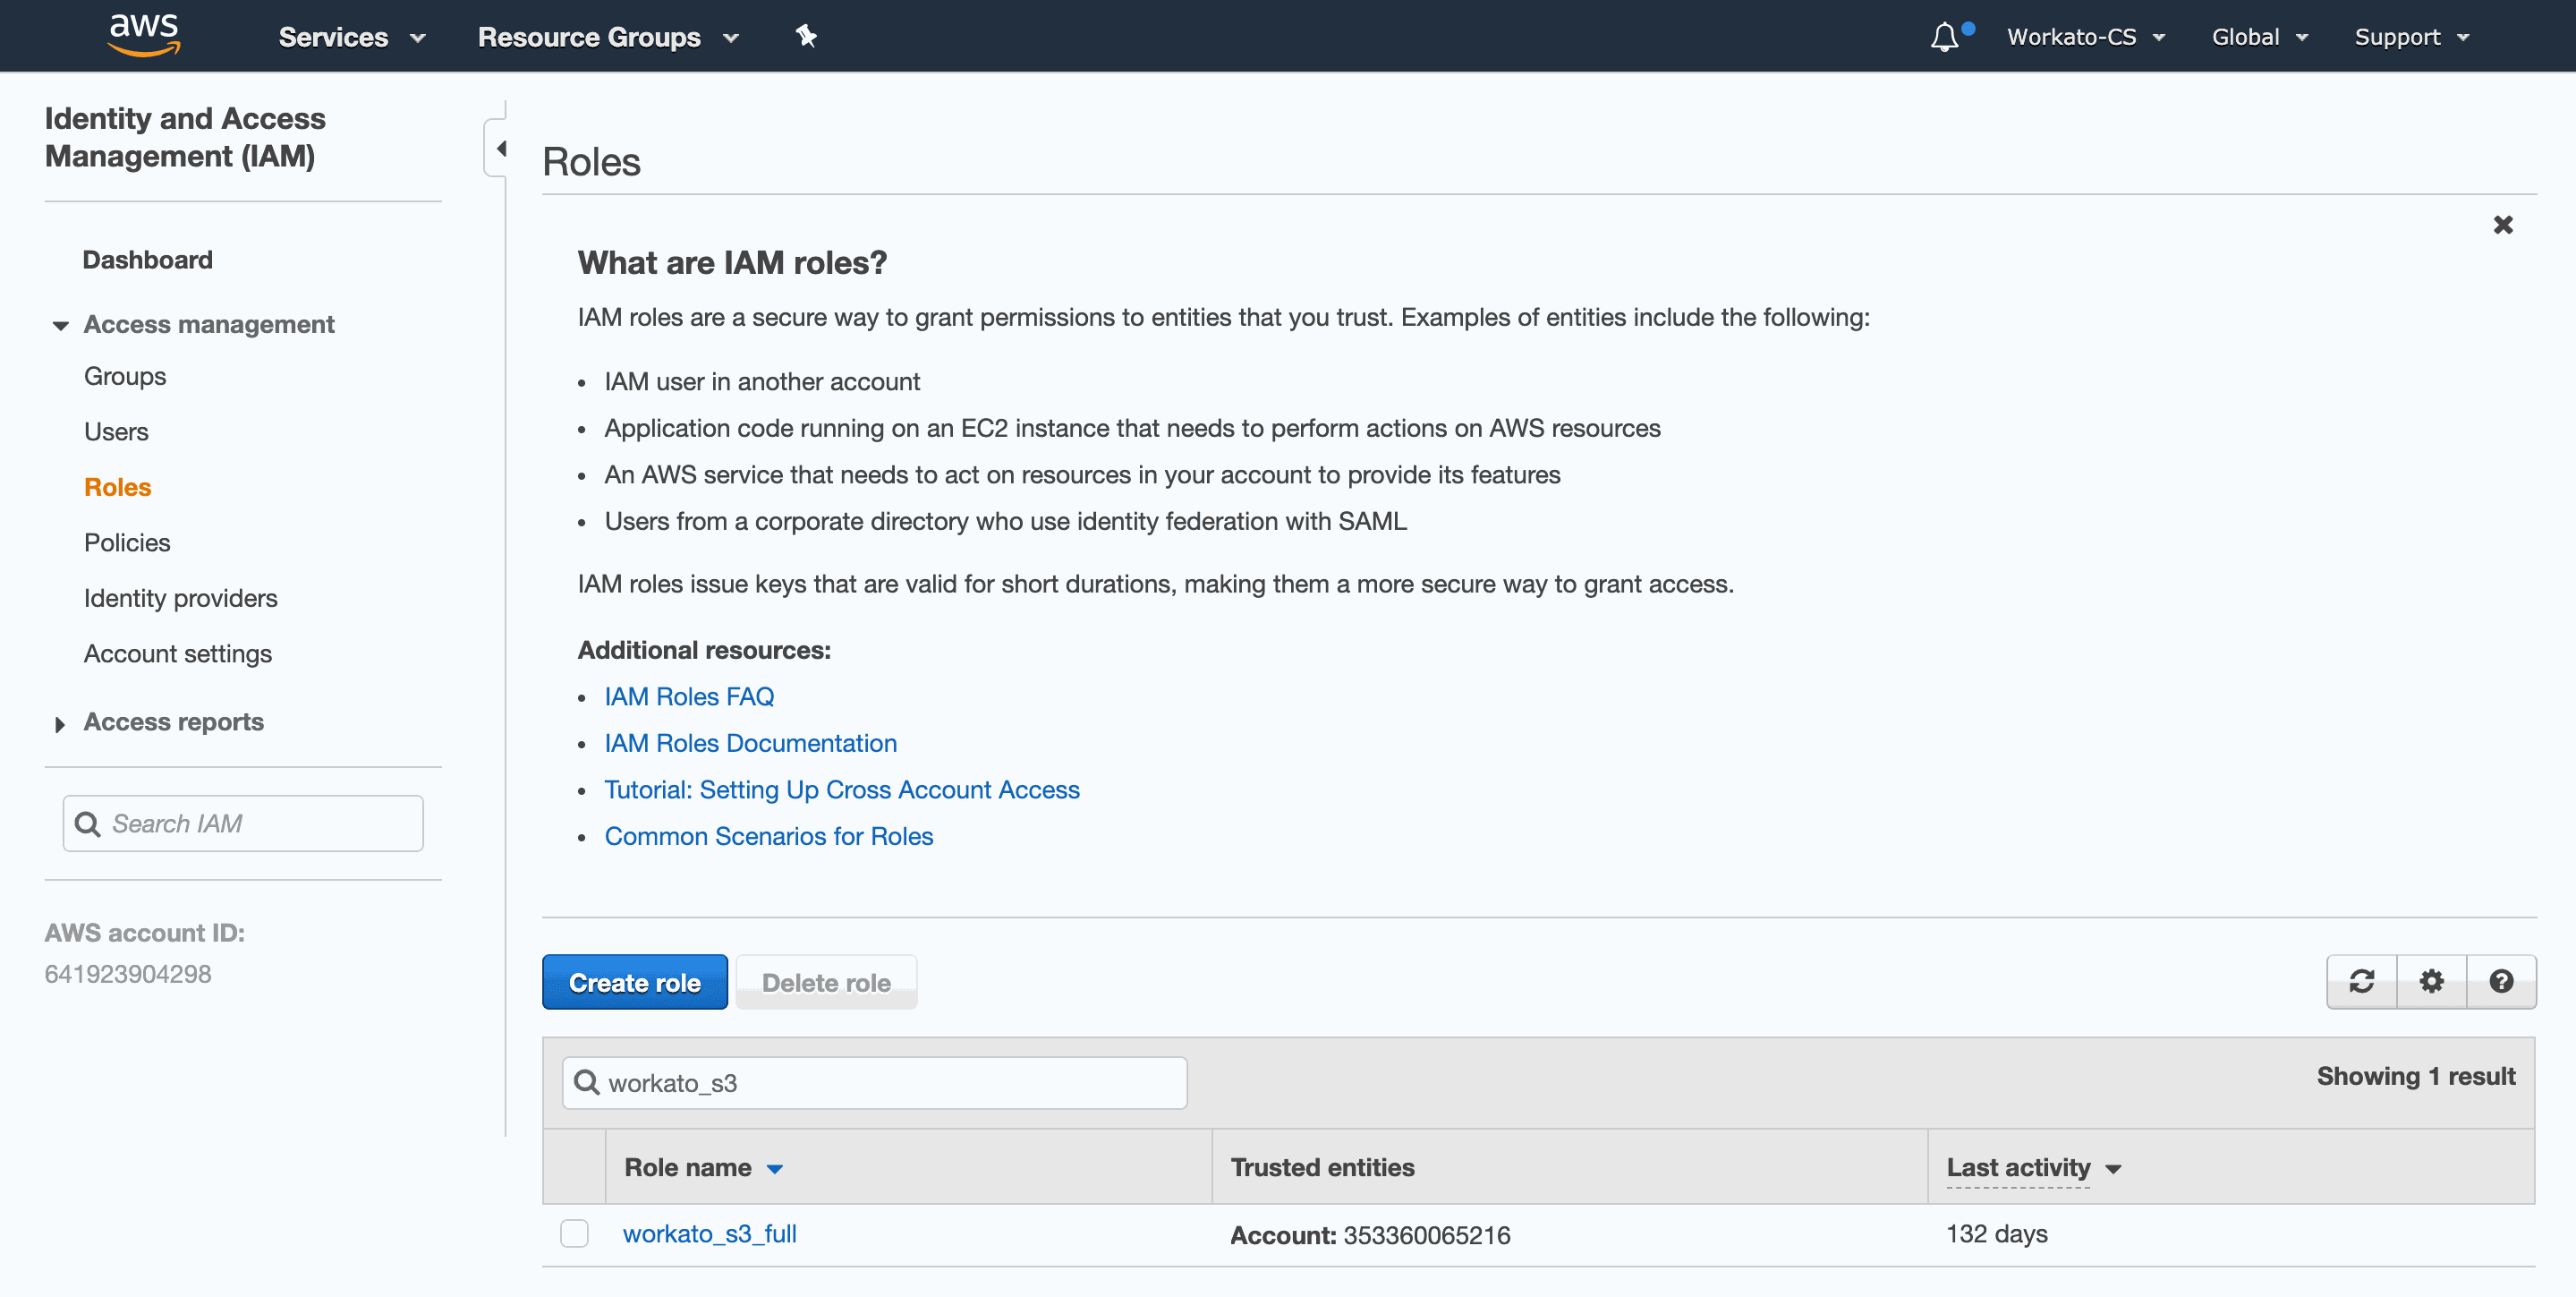 aws Services Resource Groups Workato-CS Global Support
Identity and Access
Management (IAM)
Dashboard
Access management
Groups
Users
Roles
Policies
Identity providers
Account settings
Access reports
Search IAM
AWS account ID:
641923904298
Roles
What are IAM roles?
IAM roles are a secure way to grant permissions to entities that you trust. Examples of entities include the following:
• IAM user in another account
• Application code running on an EC2 instance that needs to perform actions on AWS resources
• An AWS service that needs to act on resources in your account to provide its features
• Users from a corporate directory who use identity federation with SAML
IAM roles issue keys that are valid for short durations, making them a more secure way to grant access.
Additional resources:
• IAM Roles FAQ
• IAM Roles Documentation
• Tutorial: Setting Up Cross Account Access
• Common Scenarios for Roles
Create role Delete role
workato_s3 Showing 1 result
Role name Trusted entities Last activity
workato_s3_full Account: 353360065216 132 days